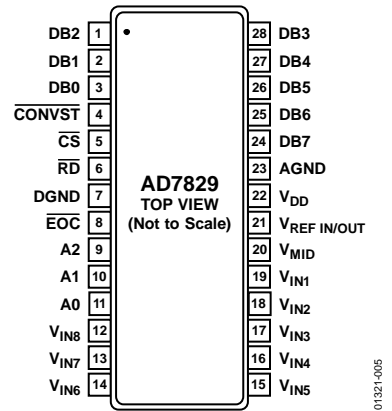 DB2 1 28 DB3
DB1 2 27 DB4
DB0 3 26 DB5
CONVST 4 25 DB6
CS 5 24 DB7
RD 6 23 AGND
DGND 7 22 VDD
EOC 8 21 VREF IN/OUT
A2 9 20 VMID
A1 10 19 VIN1
A0 11 18 VIN2
VIN8 12 17 VIN3
VIN7 13 16 VIN4
VIN6 14 15 VIN5
AD7829
TOP VIEW
(Not to Scale)
01321-005